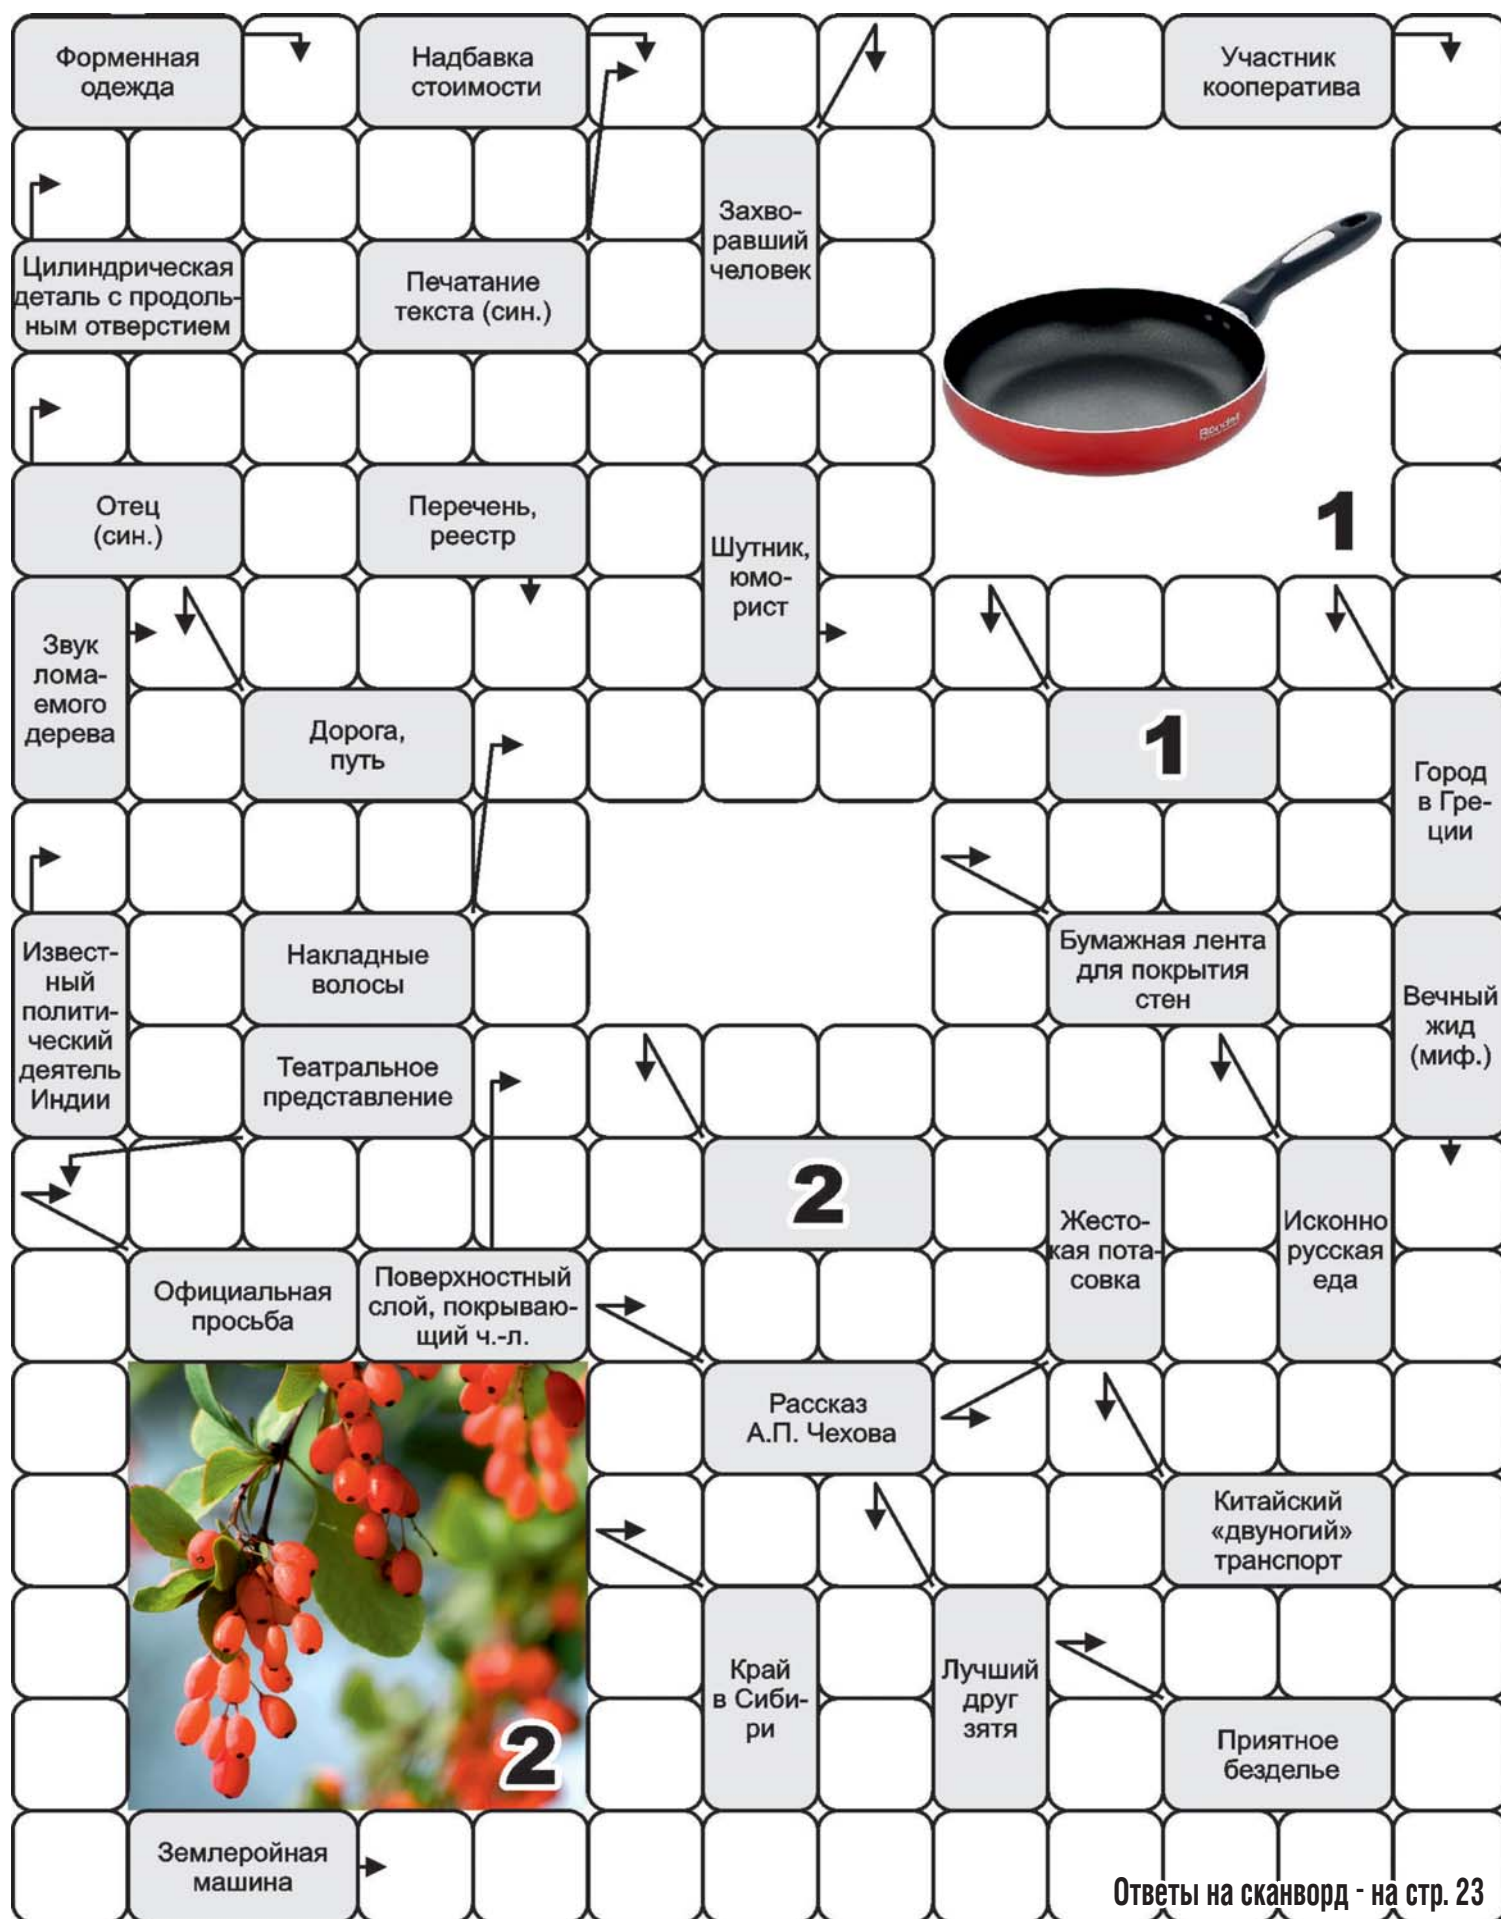 Форменная
одежда
Надбавка
стоимости
Участник
кооператива
Захво-
равший
человек
Цилиндрическая
деталь с продоль-
ным отверстием
Печатание
текста (син.)
Rondell
1
Отец
(син.)
Перечень,
реестр
Шутник,
юмо-
рист
Звук
лома-
емого
дерева
Дорога,
путь
1
Город
в Гре-
ции
Извест-
ный
полити-
ческий
деятель
Индии
Накладные
волосы
Бумажная лента
для покрытия
стен
Вечный
жид
(миф.)
Театральное
представление
2
Жесто-
кая пота-
совка
Исконно
русская
еда
Официальная
просьба
Поверхностный
слой, покрываю-
щий ч.-л.
Рассказ
А.П. Чехова
Китайский
«двуногий»
транспорт
2
Край
в Сиби-
ри
Лучший
друг
зятя
Приятное
безделье
Землеройная
машина
Ответы на сканворд - на стр. 23